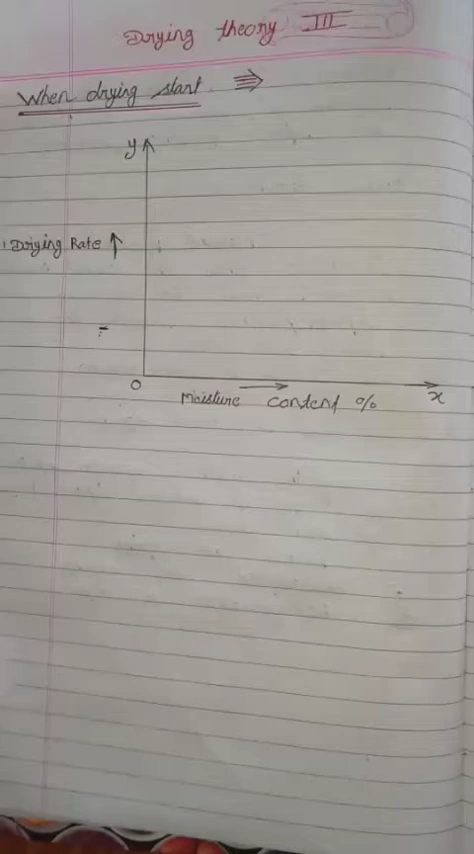 Drying theory III
When drying start ⇛
y
Drying Rate ↑
0
Moisture content %
x